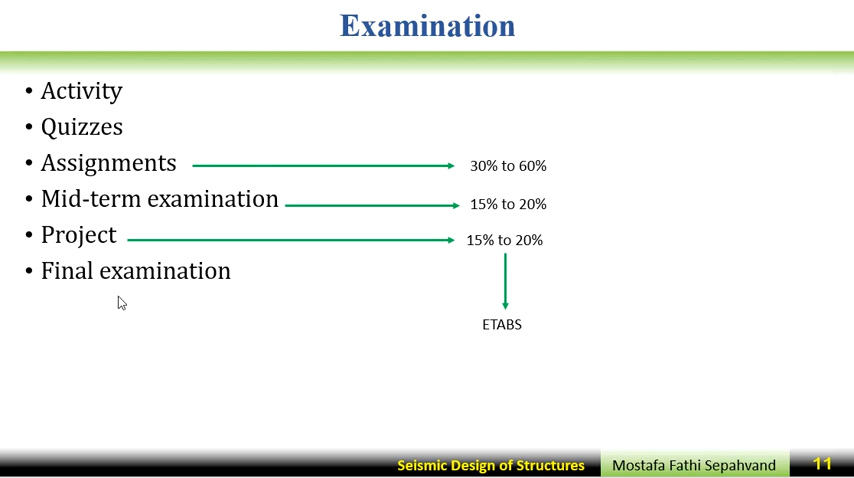 Examination
• Activity
• Quizzes
• Assignments 30% to 60%
• Mid-term examination 15% to 20%
• Project 15% to 20%
• Final examination
ETABS
Seismic Design of Structures Mostafa Fathi Sepahvand 11